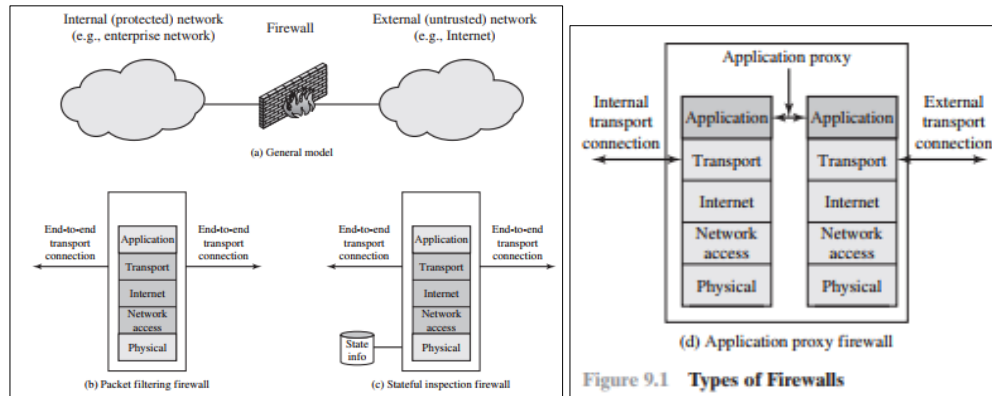 Internal (protected) network
(e.g., enterprise network)
Firewall
External (untrusted) network
(e.g., Internet)
(a) General model
End-to-end
transport
connection
Application
Transport
Internet
Network
access
Physical
End-to-end
transport
connection
(b) Packet filtering firewall
End-to-end
transport
connection
Application
Transport
Internet
Network
access
Physical
End-to-end
transport
connection
State
info
(c) Stateful inspection firewall
Application proxy
Internal
transport
connection
Application
Transport
Internet
Network
access
Physical
Application
Transport
Internet
Network
access
Physical
External
transport
connection
(d) Application proxy firewall
Figure 9.1 Types of Firewalls